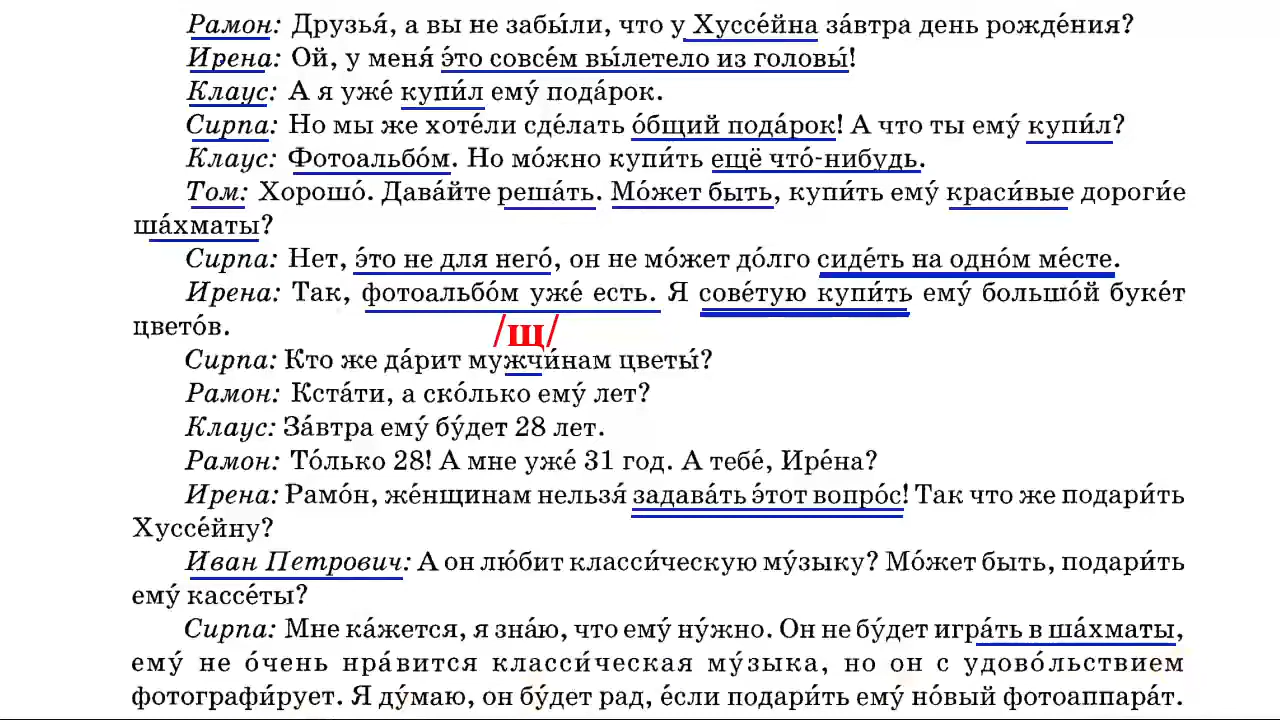 Рамон: Друзья́, а вы не забы́ли, что у Хуссе́йна за́втра день рожде́ния?
Ирена: Ой, у меня́ э́то совсе́м вы́летело из головы́!
Клаус: А я уже́ купи́л ему́ пода́рок.
Сирпа: Но мы же хоте́ли сде́лать о́бщий пода́рок! А что ты ему́ купи́л?
Клаус: Фотоальбо́м. Но мо́жно купи́ть ещё что́-нибудь.
Том: Хорошо́. Дава́йте реша́ть. Мо́жет быть, купи́ть ему́ краси́вые дороги́е
ша́хматы?
Сирпа: Нет, э́то не для него́, он не мо́жет до́лго сиде́ть на одно́м ме́сте.
Ирена: Так, фотоальбо́м уже́ есть. Я сове́тую купи́ть ему́ большо́й буке́т
цвето́в.
/щ/
Сирпа: Кто же да́рит мужчи́нам цветы́?
Рамон: Кста́ти, а ско́лько ему́ лет?
Клаус: За́втра ему́ бу́дет 28 лет.
Рамон: То́лько 28! А мне уже́ 31 год. А тебе́, Ире́на?
Ирена: Рамо́н, же́нщинам нельзя́ задава́ть э́тот вопро́с! Так что же подари́ть
Хуссе́йну?
Иван Петрович: А он лю́бит класси́ческую му́зыку? Мо́жет быть, подари́ть
ему́ кассе́ты?
Сирпа: Мне ка́жется, я зна́ю, что ему́ ну́жно. Он не бу́дет игра́ть в ша́хматы,
ему́ не о́чень нра́вится класси́ческая му́зыка, но он с удово́льствием
фотографи́рует. Я ду́маю, он бу́дет рад, е́сли подари́ть ему́ но́вый фотоаппара́т.